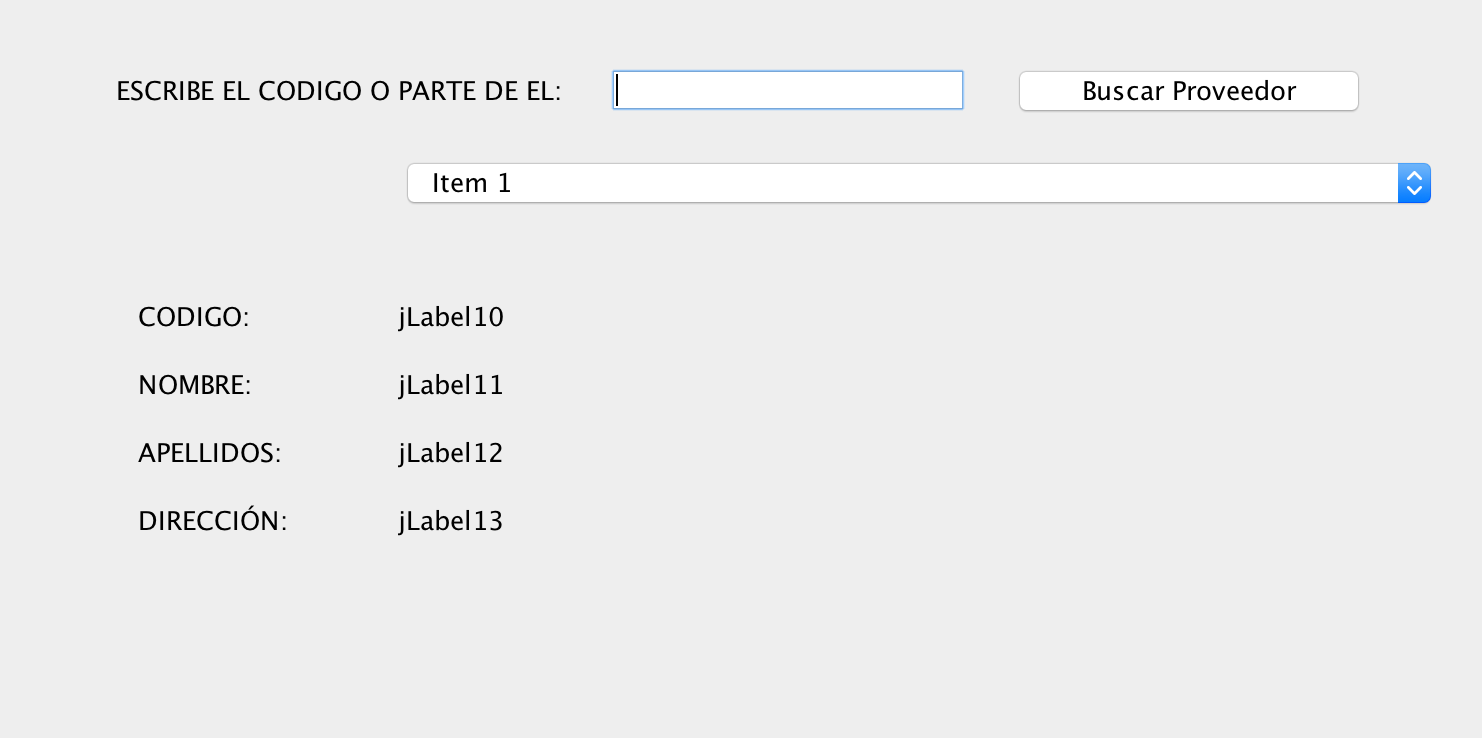 ESCRIBE EL CODIGO O PARTE DE EL: Buscar Proveedor
Item 1
CODIGO: jLabel10
NOMBRE: jLabel11
APELLIDOS: jLabel12
DIRECCIÓN: jLabel13